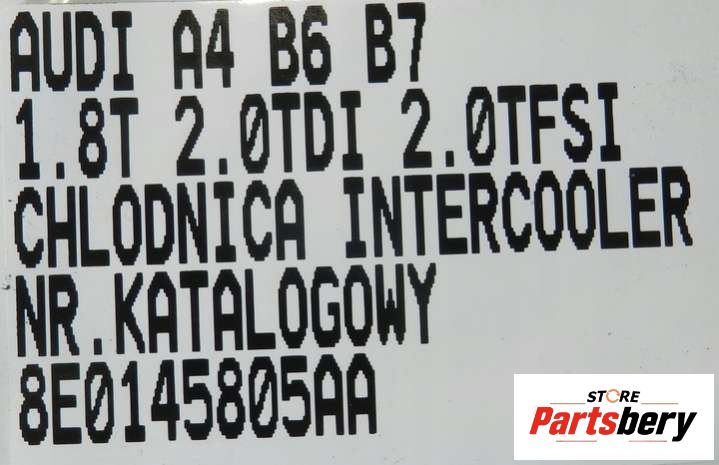 AUDI A4 B6 B7
1.8T 2.0TDI 2.0TFSI
CHLODNICA INTERCOOLER
NR.KATALOGOWY
8E0145805AA
STORE
Partsbery